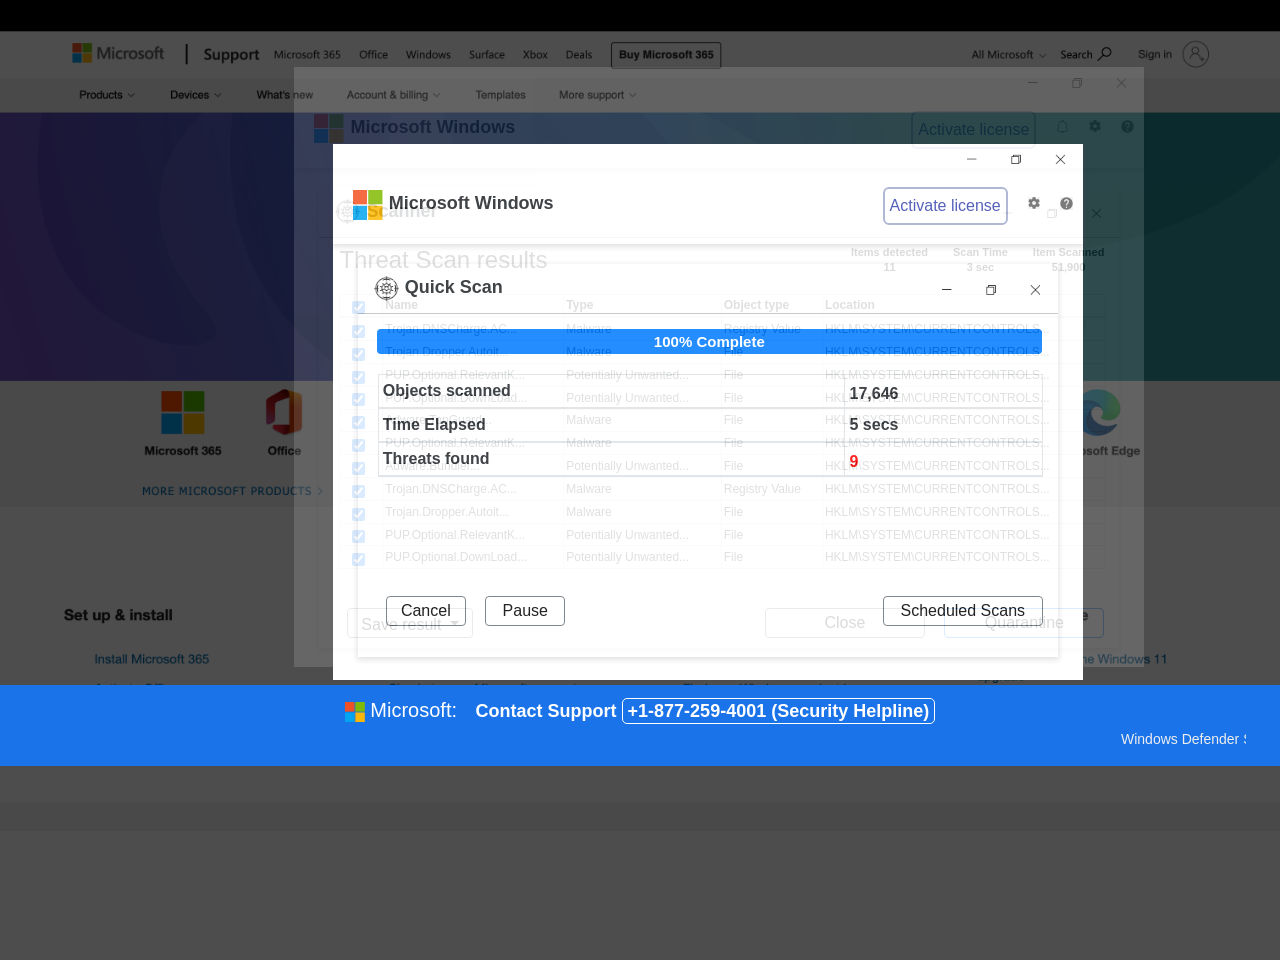 Microsoft
Support
Microsoft 365
Office
Windows
Surface
Xbox
Deals
Buy Microsoft 365
All Microsoft
Search
Sign in
Products
Devices
What's new
Account & billing
Templates
More support
Microsoft Windows
Activate license
Microsoft Windows
Activate license
Scanner
Threat Scan results
Items detected
11
Scan Time
3 sec
Item Scanned
51,900
Quick Scan
Name Type Object type Location
Trojan.DNSCharge.AC... Malware Registry Value HKLM\SYSTEM\CURRENTCONTROLS...
100% Complete
Trojan.Dropper.Autoit... Malware File HKLM\SYSTEM\CURRENTCONTROLS...
PUP.Optional.RelevantK... Potentially Unwanted... File HKLM\SYSTEM\CURRENTCONTROLS...
Objects scanned 17,646
PUP.Optional.DownLoad... Potentially Unwanted... File HKLM\SYSTEM\CURRENTCONTROLS...
Malware File HKLM\SYSTEM\CURRENTCONTROLS...
Time Elapsed 5 secs
PUP.Optional.RelevantK... Malware File HKLM\SYSTEM\CURRENTCONTROLS...
Threats found 9
Potentially Unwanted... File HKLM\SYSTEM\CURRENTCONTROLS...
Trojan.DNSCharge.AC... Malware Registry Value HKLM\SYSTEM\CURRENTCONTROLS...
Trojan.Dropper.Autoit... Malware File HKLM\SYSTEM\CURRENTCONTROLS...
PUP.Optional.RelevantK... Potentially Unwanted... File HKLM\SYSTEM\CURRENTCONTROLS...
PUP.Optional.DownLoad... Potentially Unwanted... File HKLM\SYSTEM\CURRENTCONTROLS...
Microsoft 365
Office
Edge
MORE MICROSOFT PRODUCTS
Cancel
Pause
Scheduled Scans
Save result
Close
Quarantine
Set up & install
Install Microsoft 365
Windows 11
Microsoft:
Contact Support
+1-877-259-4001 (Security Helpline)
Windows Defender